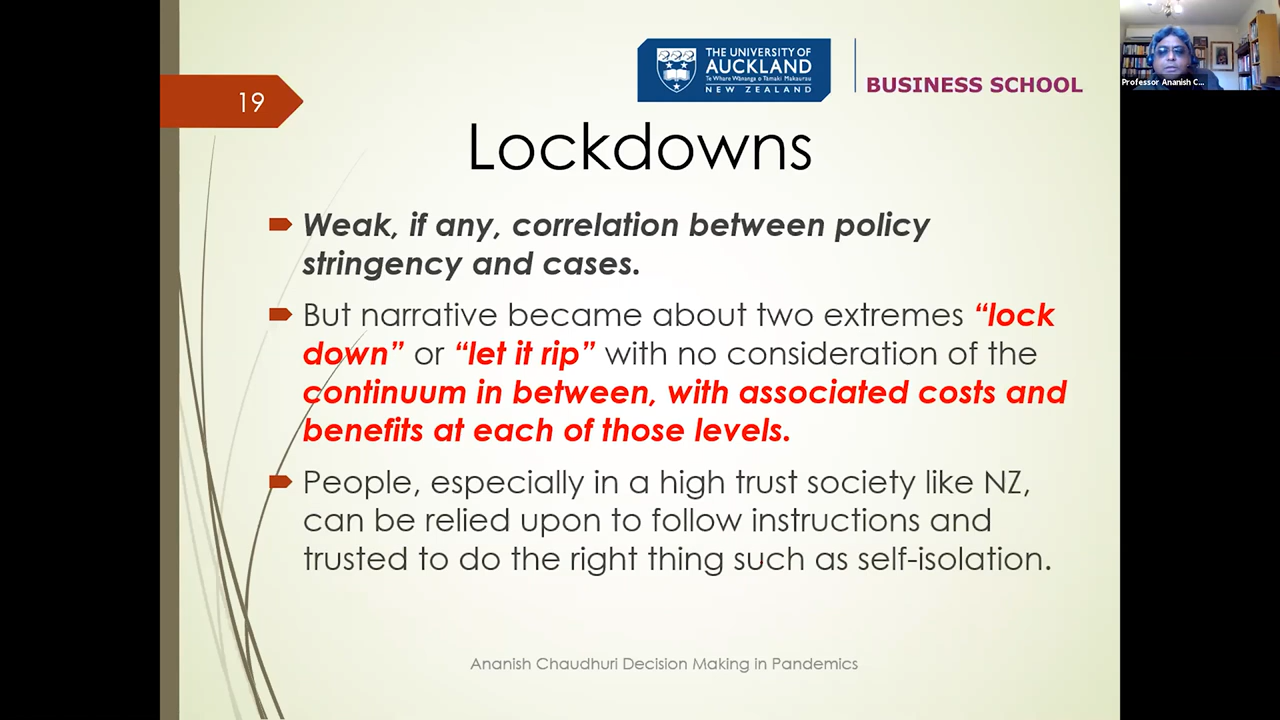 19
THE UNIVERSITY OF
AUCKLAND
Te Whare Wānanga o Tāmaki Makaurau
NEW ZEALAND
BUSINESS SCHOOL
Professor Ananish C...
Lockdowns
Weak, if any, correlation between policy
stringency and cases.
But narrative became about two extremes “lock
down” or “let it rip” with no consideration of the
continuum in between, with associated costs and
benefits at each of those levels.
People, especially in a high trust society like NZ,
can be relied upon to follow instructions and
trusted to do the right thing such as self-isolation.
Ananish Chaudhuri Decision Making in Pandemics